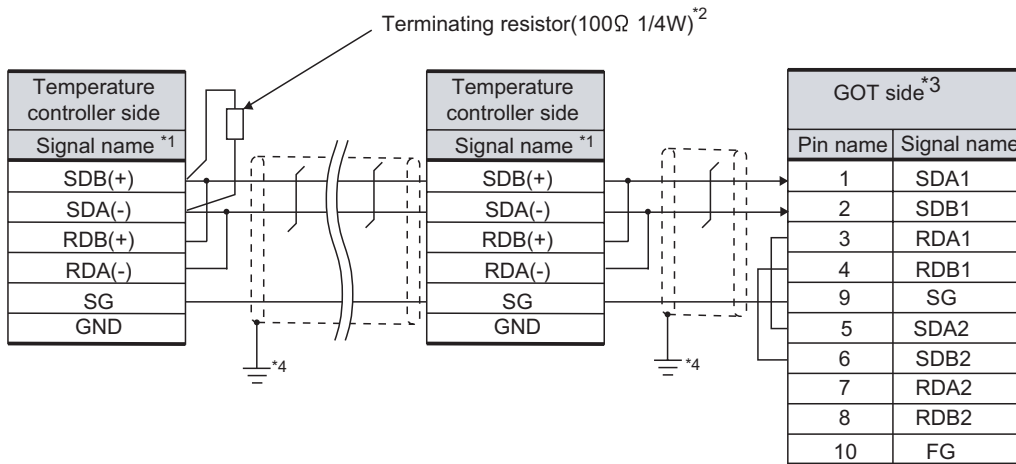 Terminating resistor(100Ω 1/4W)*2
Temperature
controller side
Signal name *1
SDB(+)
SDA(-)
RDB(+)
RDA(-)
SG
GND
*4
Temperature
controller side
Signal name *1
SDB(+)
SDA(-)
RDB(+)
RDA(-)
SG
GND
*4
GOT side*3
Pin name Signal name
1 SDA1
2 SDB1
3 RDA1
4 RDB1
9 SG
5 SDA2
6 SDB2
7 RDA2
8 RDB2
10 FG